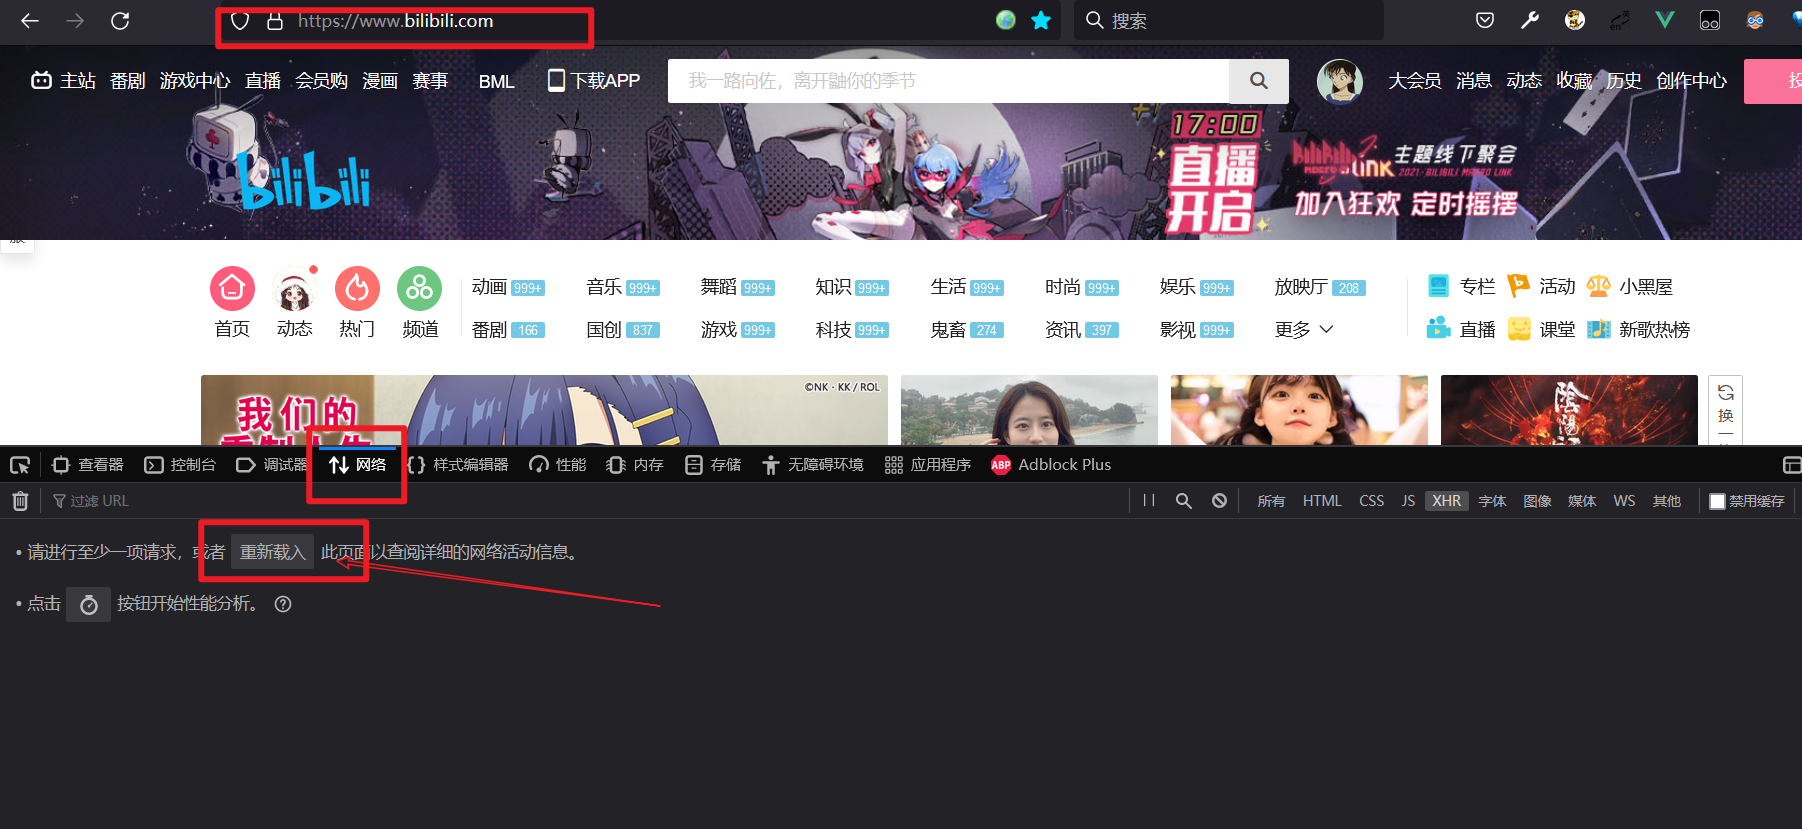 https://www.bilibili.com
搜索
主站 番剧 游戏中心 直播 会员购 漫画 赛事 BML 下载APP
我一路向佐，离开鼬你的季节
大会员 消息 动态 收藏 历史 创作中心 投
bilibili
17:00
直播
开启
bilibili MACRO LINK 主题线下聚会
2021·BILIBILI MACRO LINK
加入狂欢 定时摇摆
首页 动态 热门 频道
动画 999+ 音乐 999+ 舞蹈 999+ 知识 999+ 生活 999+ 时尚 999+ 娱乐 999+ 放映厅 208
番剧 166 国创 837 游戏 999+ 科技 999+ 鬼畜 274 资讯 397 影视 999+ 更多
专栏 活动 小黑屋
直播 课堂 新歌热榜
©NK・KK / ROL
我们的
阴阳
换一
查看器 控制台 调试器 网络 样式编辑器 性能 内存 存储 无障碍环境 应用程序 ABP Adblock Plus
过滤 URL
所有 HTML CSS JS XHR 字体 图像 媒体 WS 其他 禁用缓存
• 请进行至少一项请求，或者 重新载入 此页面以查阅详细的网络活动信息。
• 点击 按钮开始性能分析。